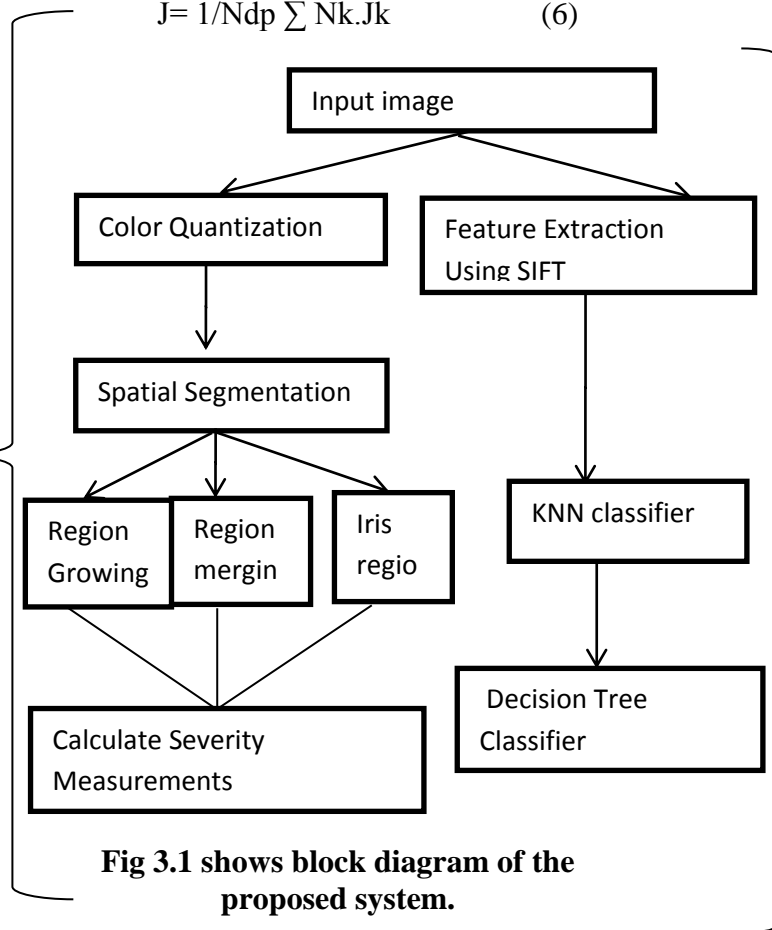 J= 1/Ndp ∑ Nk.Jk (6)
Input image
Color Quantization
Feature Extraction
Using SIFT
Spatial Segmentation
Region
Growing
Region
mergin
Iris
regio
KNN classifier
Decision Tree
Classifier
Calculate Severity
Measurements
Fig 3.1 shows block diagram of the
proposed system.